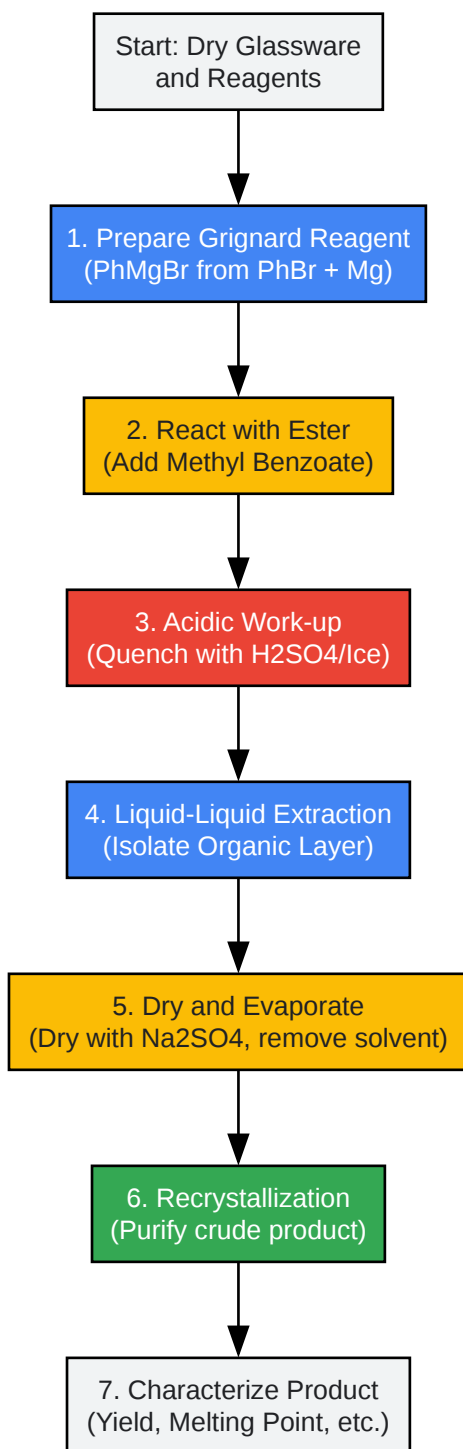 Start: Dry Glassware
and Reagents
1. Prepare Grignard Reagent
(PhMgBr from PhBr + Mg)
2. React with Ester
(Add Methyl Benzoate)
3. Acidic Work-up
(Quench with H2SO4/Ice)
4. Liquid-Liquid Extraction
(Isolate Organic Layer)
5. Dry and Evaporate
(Dry with Na2SO4, remove solvent)
6. Recrystallization
(Purify crude product)
7. Characterize Product
(Yield, Melting Point, etc.)